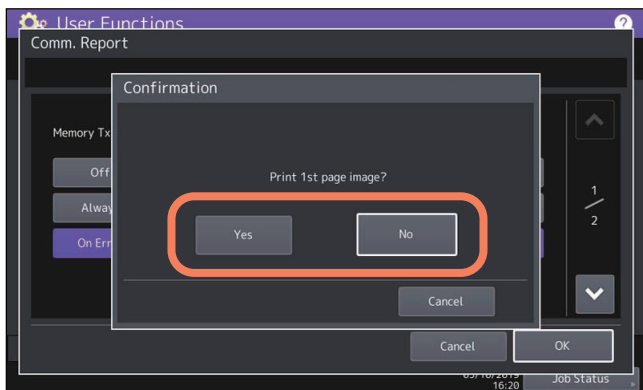 User Functions
?
Comm. Report
Confirmation
Memory Tx
Off
Print 1st page image?
1
2
Yes
No
Cancel
Cancel
OK
16:20
Job Status